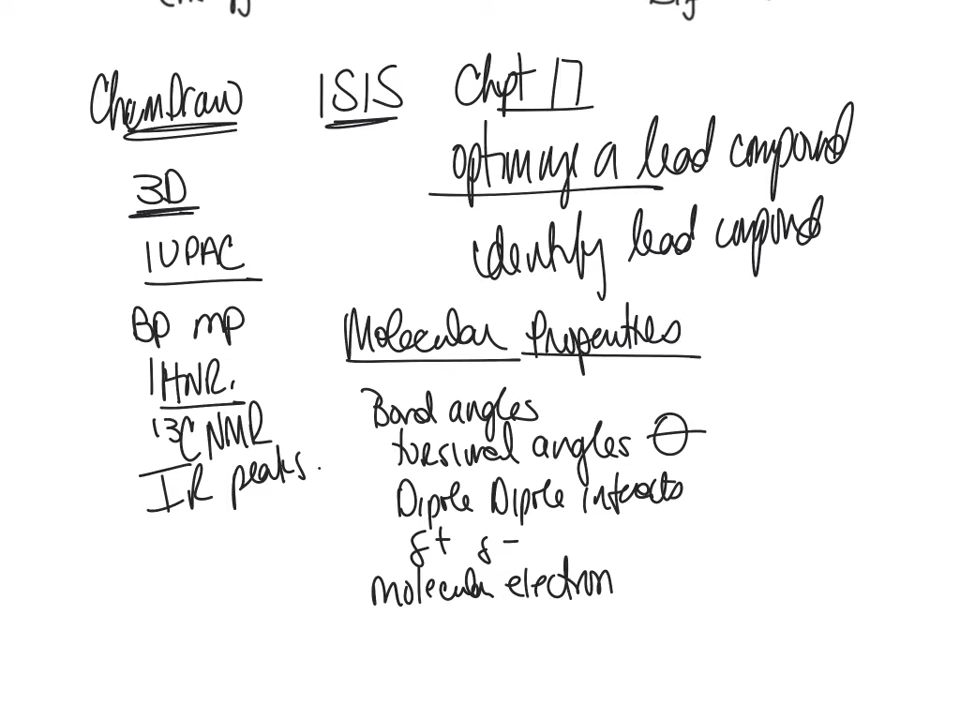 ChemDraw ISIS Chpt 17
optimize a lead compound
identify lead compound
3D
IUPAC
BP mp
1HNR.
13C NMR
IR peaks.
Molecular Properties
Bond angles
torsional angles θ
Dipole Dipole interacts
δ+ δ-
molecular electron